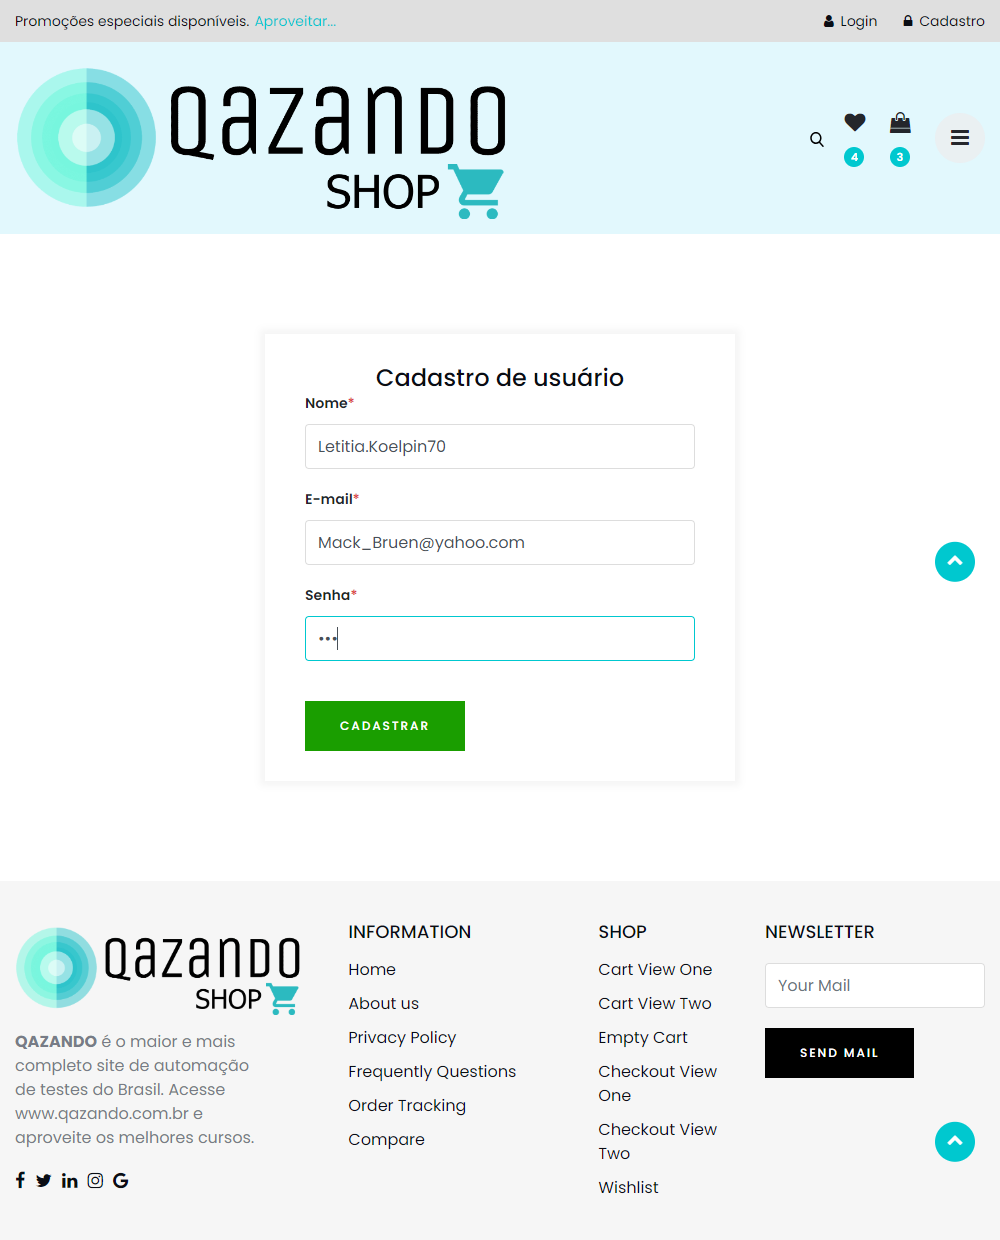 Promoções especiais disponíveis. Aproveitar...
Login
Cadastro
QAZANDO
SHOP
4
3
Cadastro de usuário
Nome*
Letitia.Koelpin70
E-mail*
Mack_Bruen@yahoo.com
Senha*
•••
CADASTRAR
QAZANDO
SHOP
QAZANDO é o maior e mais
completo site de automação
de testes do Brasil. Acesse
www.qazando.com.br e
aproveite os melhores cursos.
INFORMATION
Home
About us
Privacy Policy
Frequently Questions
Order Tracking
Compare
SHOP
Cart View One
Cart View Two
Empty Cart
Checkout View
One
Checkout View
Two
Wishlist
NEWSLETTER
Your Mail
SEND MAIL